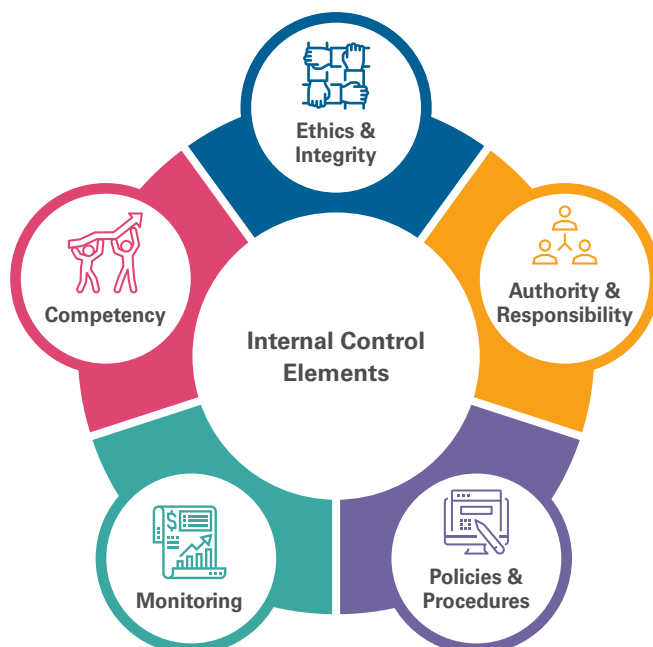 Ethics &
Integrity
Authority &
Responsibility
Internal Control
Elements
Competency
Policies &
Procedures
Monitoring
$